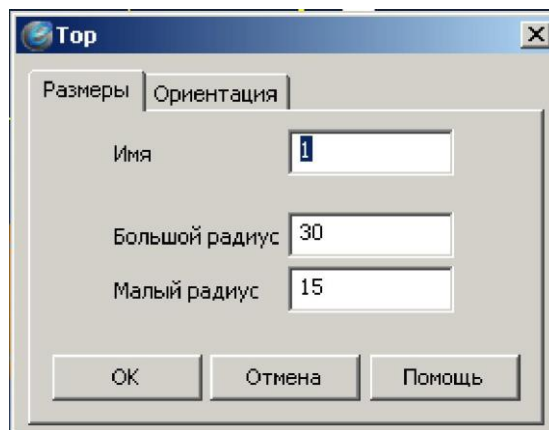 Тор
Размеры Ориентация
Имя 1
Большой радиус 30
Малый радиус 15
OK Отмена Помощь